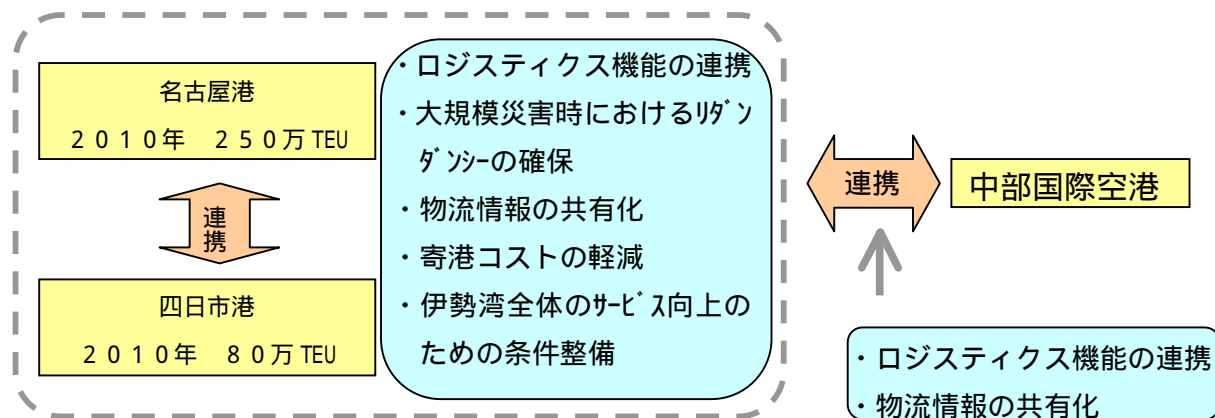 名古屋港
2010年 250万TEU
連携
四日市港
2010年 80万TEU
・ロジスティクス機能の連携
・大規模災害時におけるﾘﾀﾞﾝ
ﾀﾞﾝｼｰの確保
・物流情報の共有化
・寄港コストの軽減
・伊勢湾全体のｻｰﾋﾞｽ向上の
ための条件整備
連携
中部国際空港
・ロジスティクス機能の連携
・物流情報の共有化